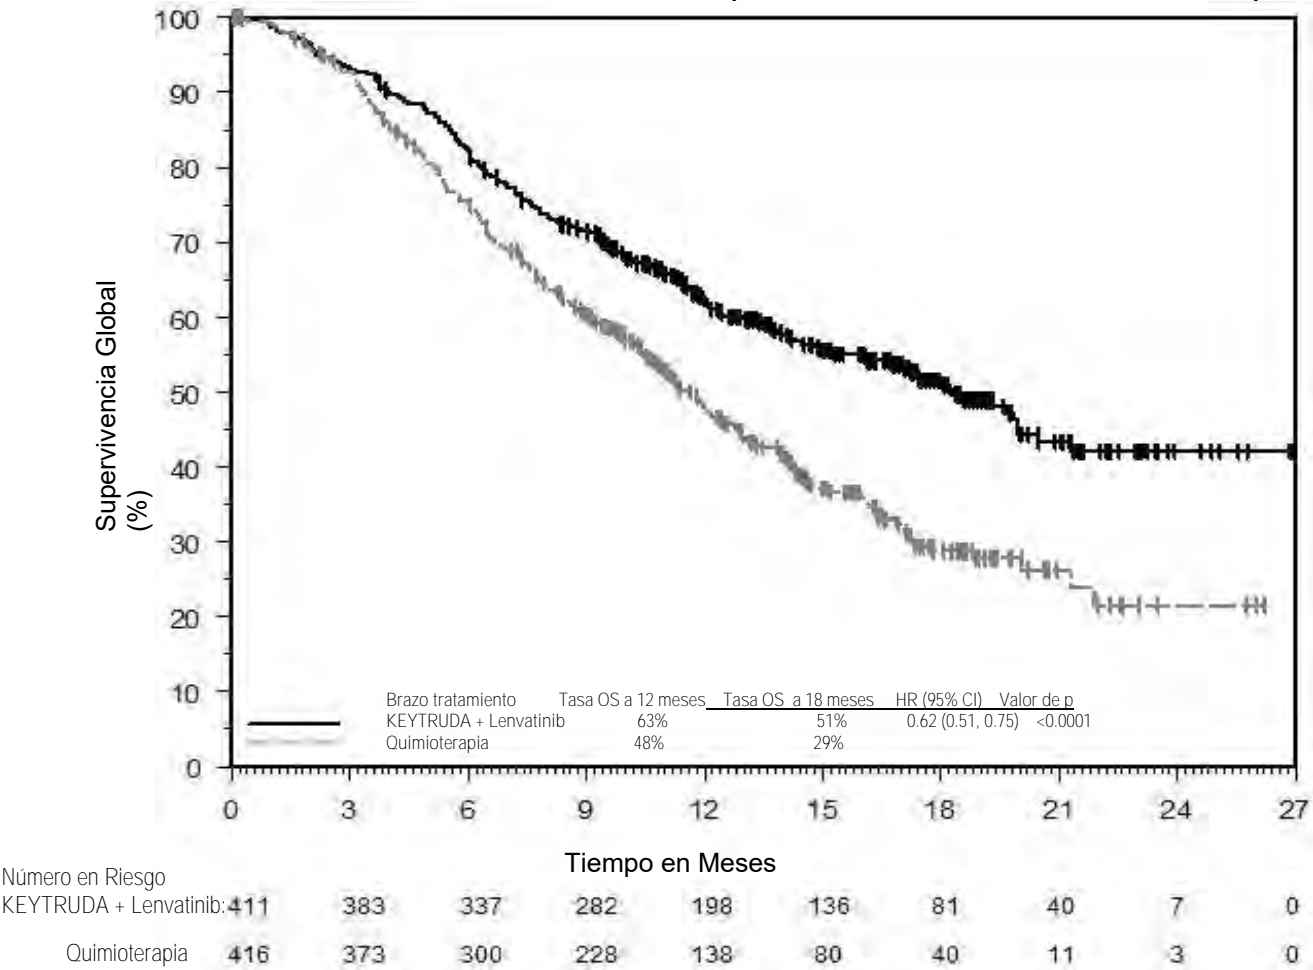 100
90
80
70
60
50
40
30
20
10
0
Supervivencia Global
(%)
Brazo tratamiento Tasa OS a 12 meses Tasa OS a 18 meses HR (95% CI) Valor de p
KEYTRUDA + Lenvatinib 63% 51% 0.62 (0.51, 0.75) <0.0001
Quimioterapia 48% 29%
0 3 6 9 12 15 18 21 24 27
Tiempo en Meses
Número en Riesgo
KEYTRUDA + Lenvatinib: 411 383 337 282 198 136 81 40 7 0
Quimioterapia 416 373 300 228 138 80 40 11 3 0